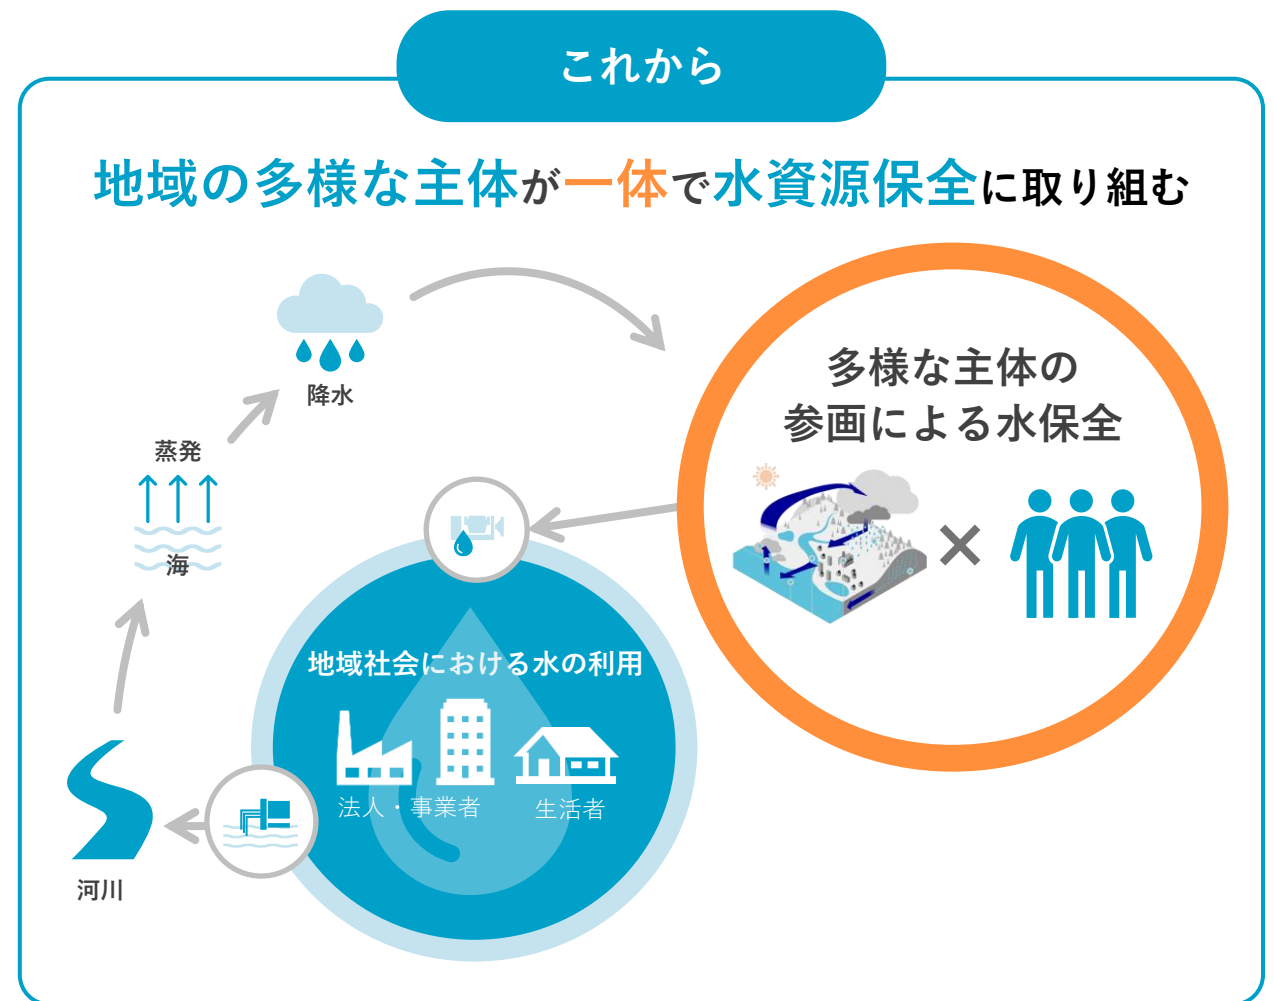 これから
地域の多様な主体が一体で水資源保全に取り組む
降水
多様な主体の
参画による水保全
蒸発
海
地域社会における水の利用
法人・事業者
生活者
河川